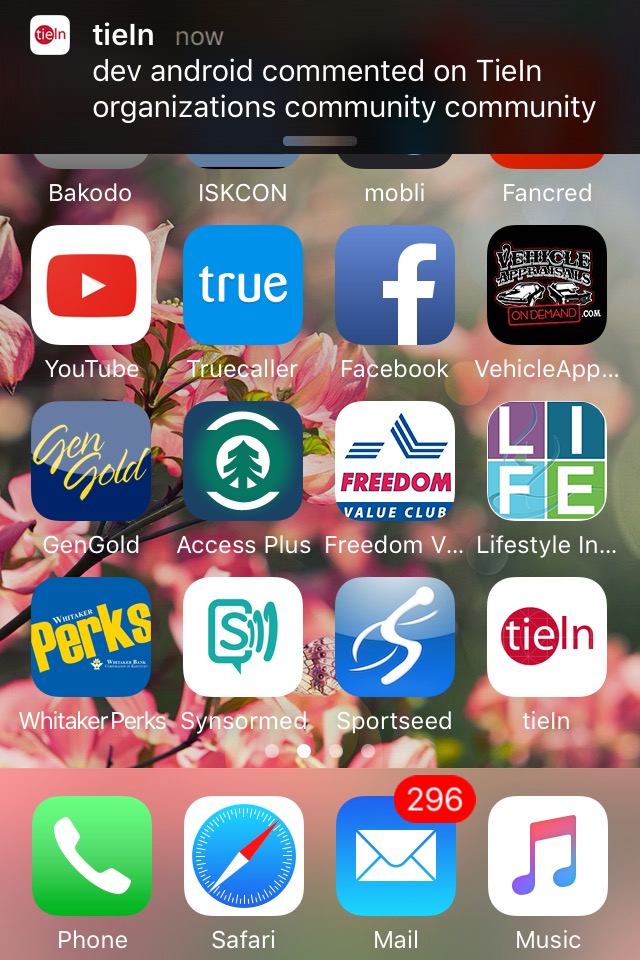 tieIn
tieIn now
dev android commented on TieIn
organizations community community
Bakodo ISKCON mobli Fancred
true
f
VEHICLE
APPRAISALS
ON DEMAND .COM
YouTube Truecaller Facebook VehicleApp...
Gen
Gold
FREEDOM
VALUE CLUB
L I
F E
GenGold Access Plus Freedom V... Lifestyle In...
WHITAKER
Perks
WHITAKER BANK
S
tieIn
WhitakerPerks Synsormed Sportseed tieIn
296
Phone Safari Mail Music